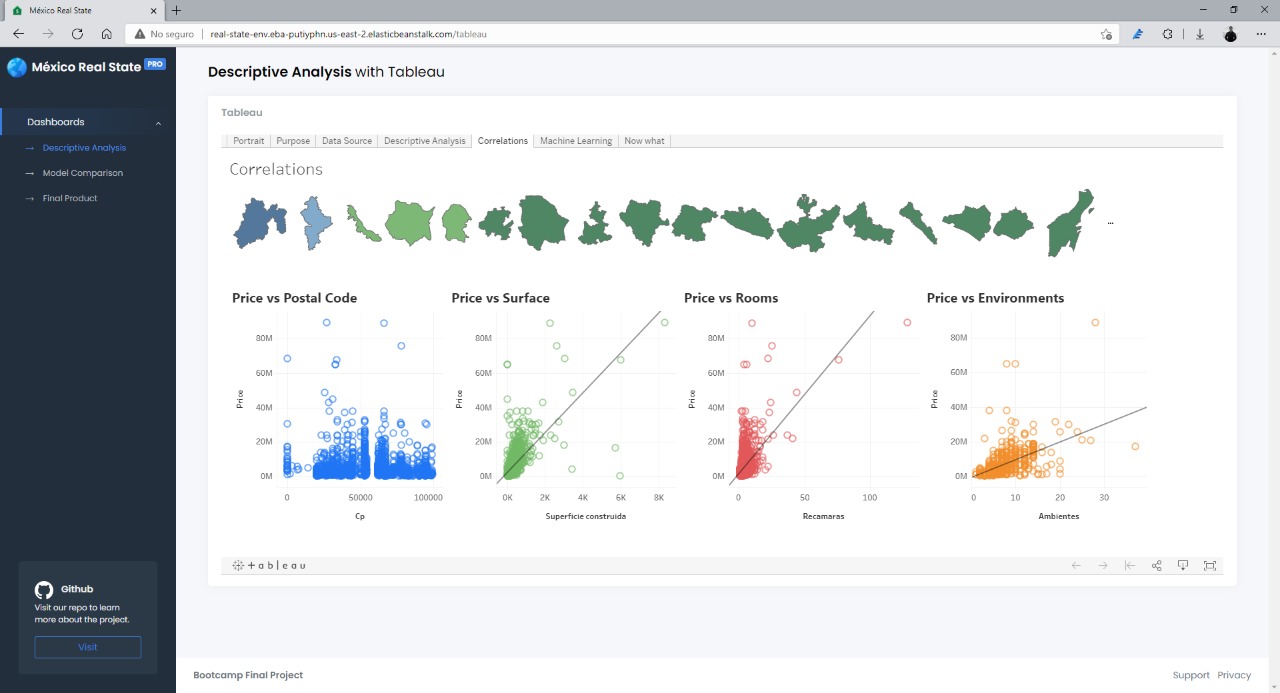 México Real State
No seguro
real-state-env.eba-putiyphn.us-east-2.elasticbeanstalk.com/tableau
México Real State PRO
Dashboards
Descriptive Analysis
Model Comparison
Final Product
Github
Visit our repo to learn
more about the project.
Visit
Descriptive Analysis with Tableau
Tableau
Portrait Purpose Data Source Descriptive Analysis Correlations Machine Learning Now what
Correlations
...
Price vs Postal Code
80M
60M
40M
20M
0M
Price
0 50000 100000
Cp
Price vs Surface
80M
60M
40M
20M
0M
Price
0K 2K 4K 6K 8K
Superficie construida
Price vs Rooms
80M
60M
40M
20M
0M
Price
0 50 100
Recamaras
Price vs Environments
80M
60M
40M
20M
0M
Price
0 10 20 30
Ambientes
+ a b | e a u
Bootcamp Final Project
Support Privacy